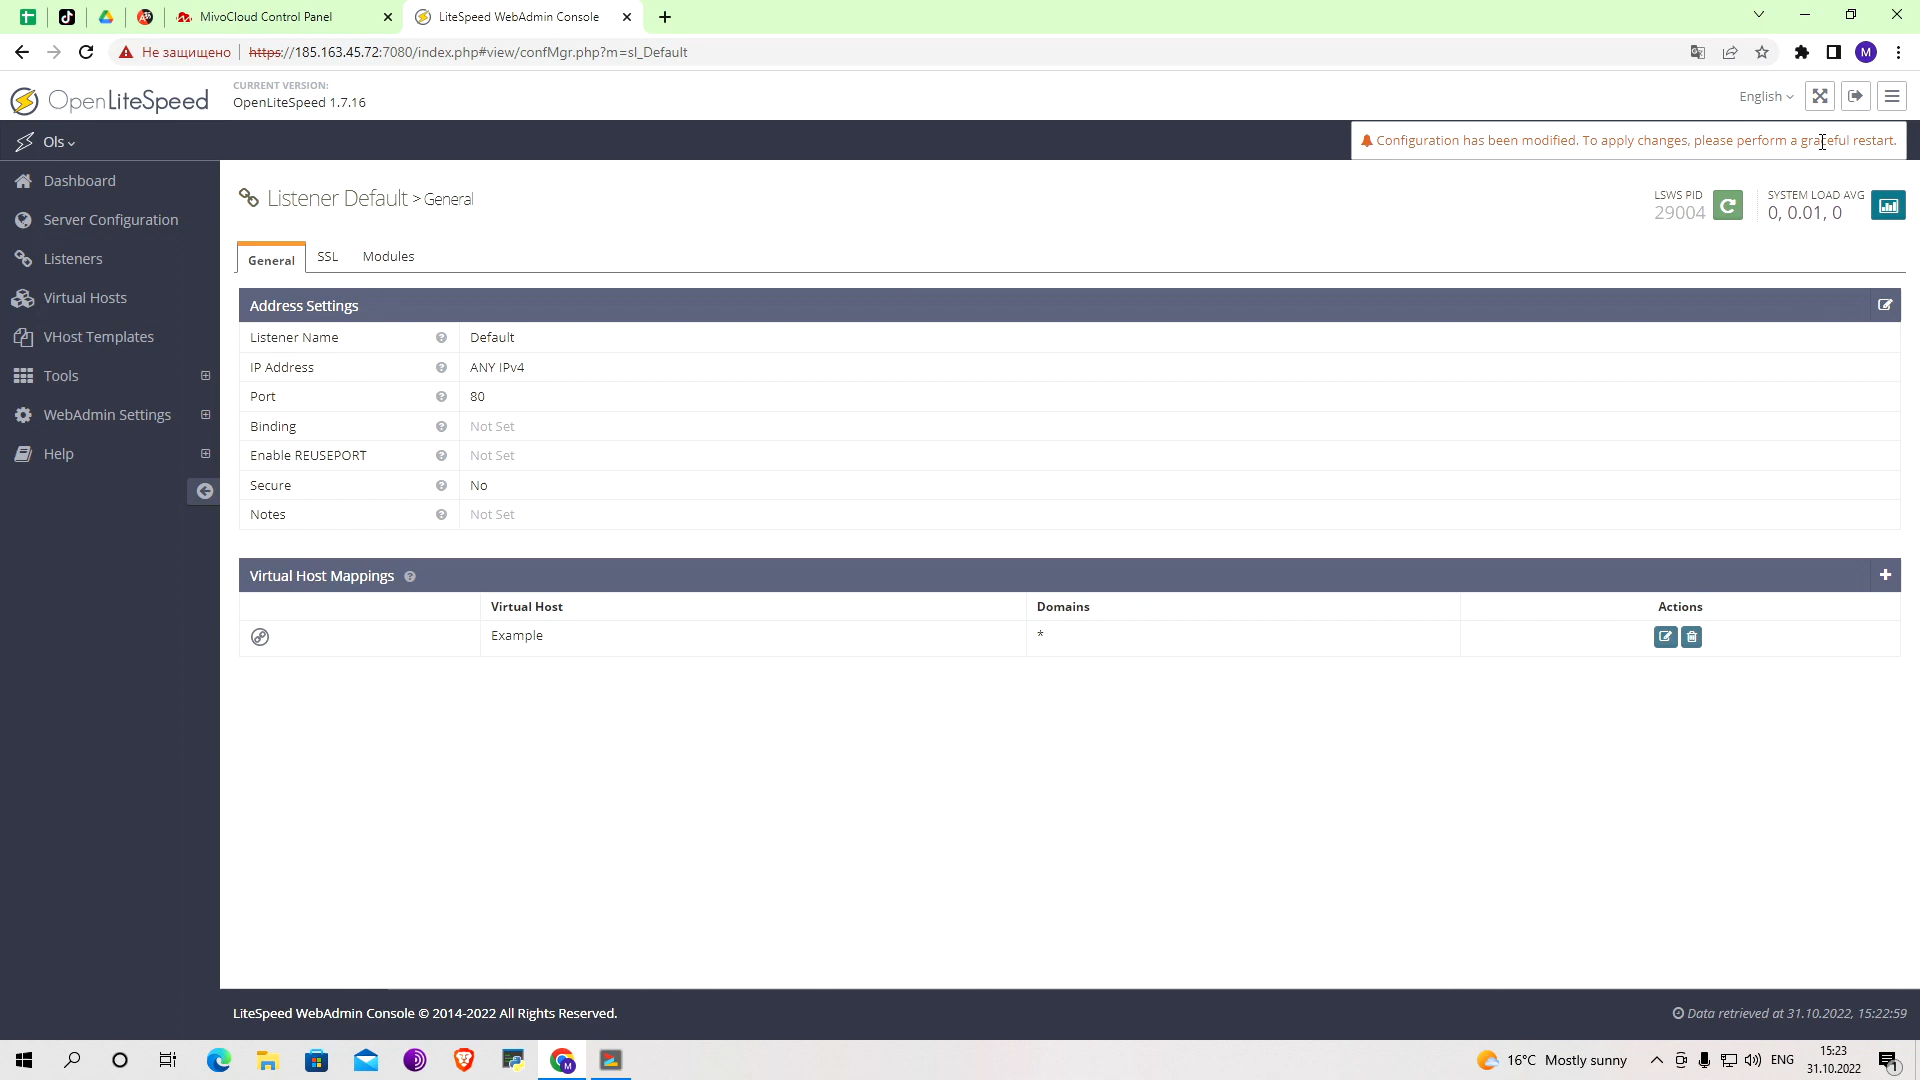 MivoCloud Control Panel
LiteSpeed WebAdmin Console
Не защищено
https://185.163.45.72:7080/index.php#view/confMgr.php?m=sl_Default
M
OpenLiteSpeed
CURRENT VERSION:
OpenLiteSpeed 1.7.16
English
Ols
Configuration has been modified. To apply changes, please perform a graceful restart.
Dashboard
Server Configuration
Listeners
Virtual Hosts
VHost Templates
Tools
WebAdmin Settings
Help
Listener Default > General
LSWS PID
29004
SYSTEM LOAD AVG
0, 0.01, 0
General
SSL
Modules
Address Settings
Listener Name
Default
IP Address
ANY IPv4
Port
80
Binding
Not Set
Enable REUSEPORT
Not Set
Secure
No
Notes
Not Set
Virtual Host Mappings
Virtual Host
Domains
Actions
Example
*
LiteSpeed WebAdmin Console © 2014-2022 All Rights Reserved.
Data retrieved at 31.10.2022, 15:22:59
16°C Mostly sunny
ENG
15:23
31.10.2022
1